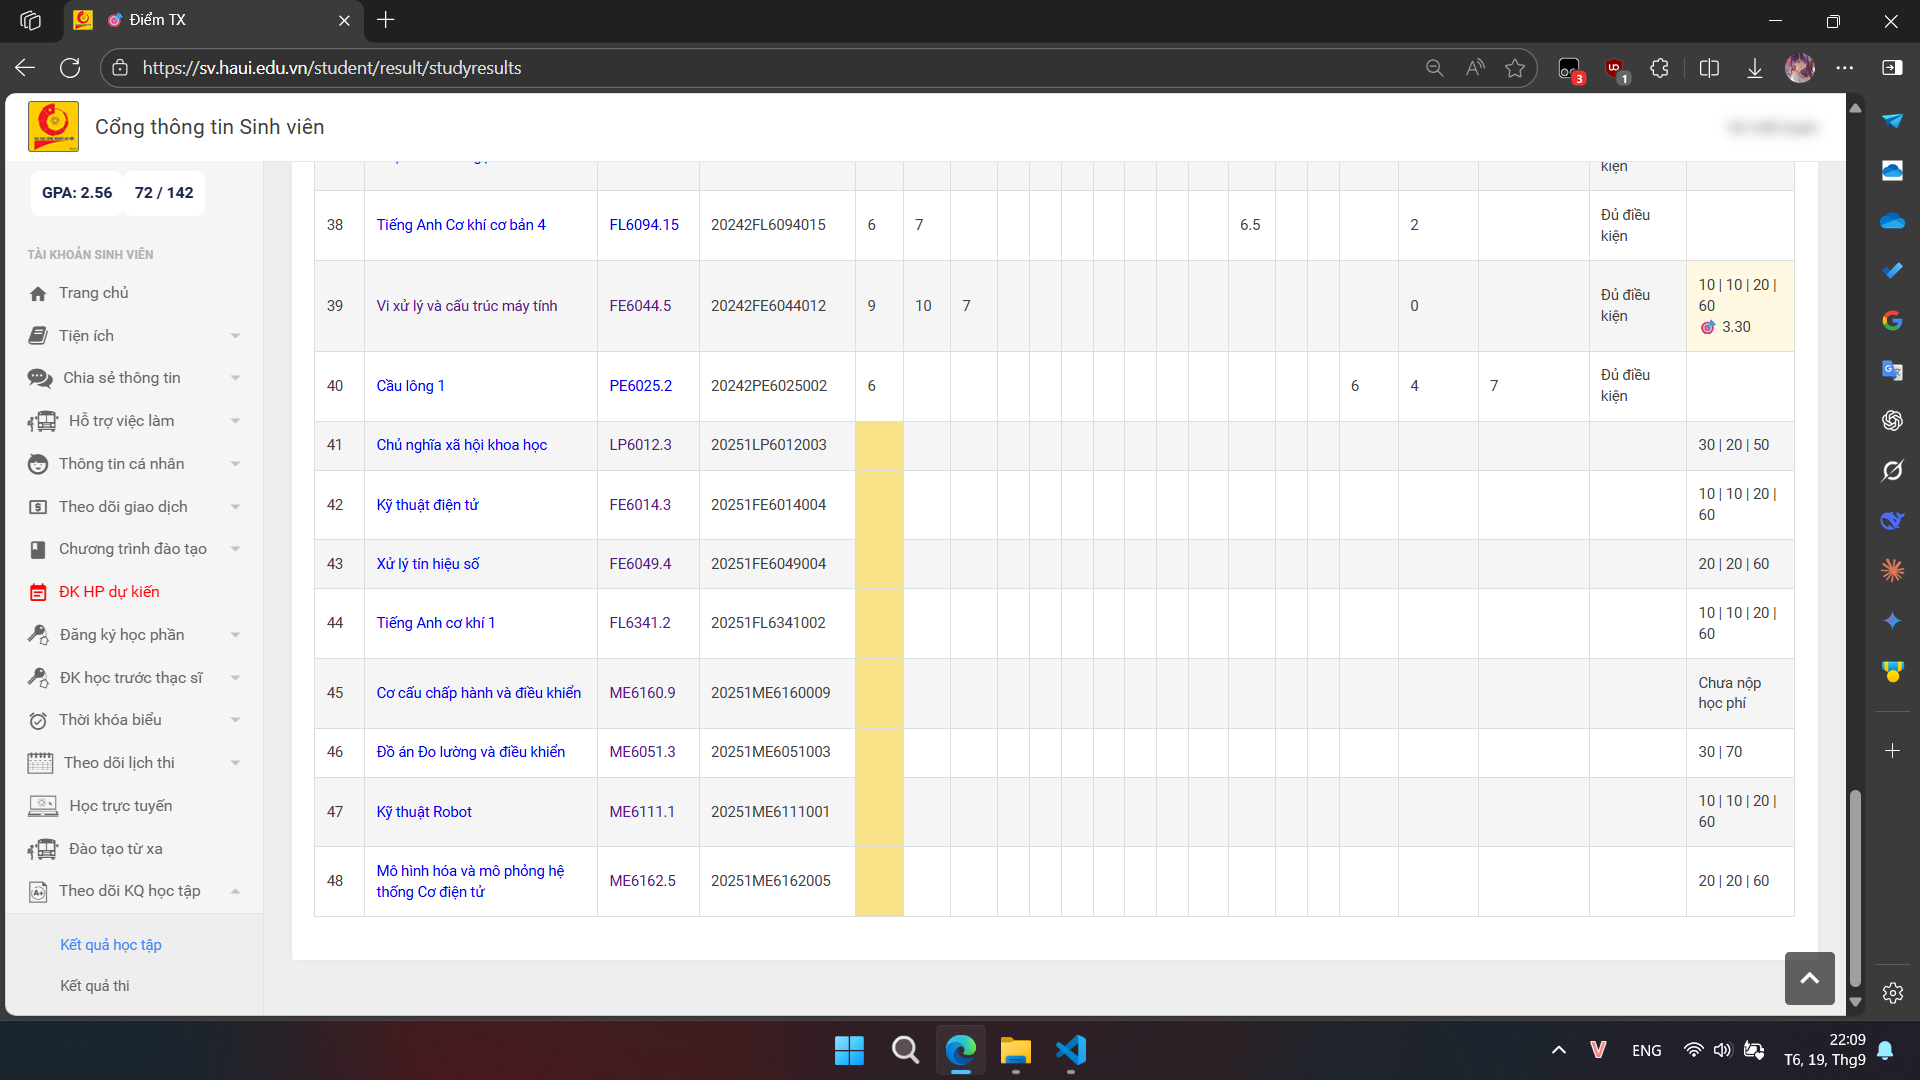 Điểm TX
https://sv.haui.edu.vn/student/result/studyresults
3
1
Cổng thông tin Sinh viên
GPA: 2.56
72 / 142
TÀI KHOẢN SINH VIÊN
Trang chủ
Tiện ích
Chia sẻ thông tin
Hỗ trợ việc làm
Thông tin cá nhân
Theo dõi giao dịch
Chương trình đào tạo
ĐK HP dự kiến
Đăng ký học phần
ĐK học trước thạc sĩ
Thời khóa biểu
Theo dõi lịch thi
Học trực tuyến
Đào tạo từ xa
Theo dõi KQ học tập
Kết quả học tập
Kết quả thi
kiện
38 Tiếng Anh Cơ khí cơ bản 4 FL6094.15 20242FL6094015 6 7 6.5 2 Đủ điều
kiện
39 Vi xử lý và cấu trúc máy tính FE6044.5 20242FE6044012 9 10 7 0 Đủ điều
kiện
10 | 10 | 20 |
60
3.30
40 Cầu lông 1 PE6025.2 20242PE6025002 6 6 4 7 Đủ điều
kiện
41 Chủ nghĩa xã hội khoa học LP6012.3 20251LP6012003 30 | 20 | 50
42 Kỹ thuật điện tử FE6014.3 20251FE6014004 10 | 10 | 20 |
60
43 Xử lý tín hiệu số FE6049.4 20251FE6049004 20 | 20 | 60
44 Tiếng Anh cơ khí 1 FL6341.2 20251FL6341002 10 | 10 | 20 |
60
45 Cơ cấu chấp hành và điều khiển ME6160.9 20251ME6160009 Chưa nộp
học phí
46 Đồ án Đo lường và điều khiển ME6051.3 20251ME6051003 30 | 70
47 Kỹ thuật Robot ME6111.1 20251ME6111001 10 | 10 | 20 |
60
48 Mô hình hóa và mô phỏng hệ
thống Cơ điện tử ME6162.5 20251ME6162005 20 | 20 | 60
ENG
22:09
T6, 19, Thg9